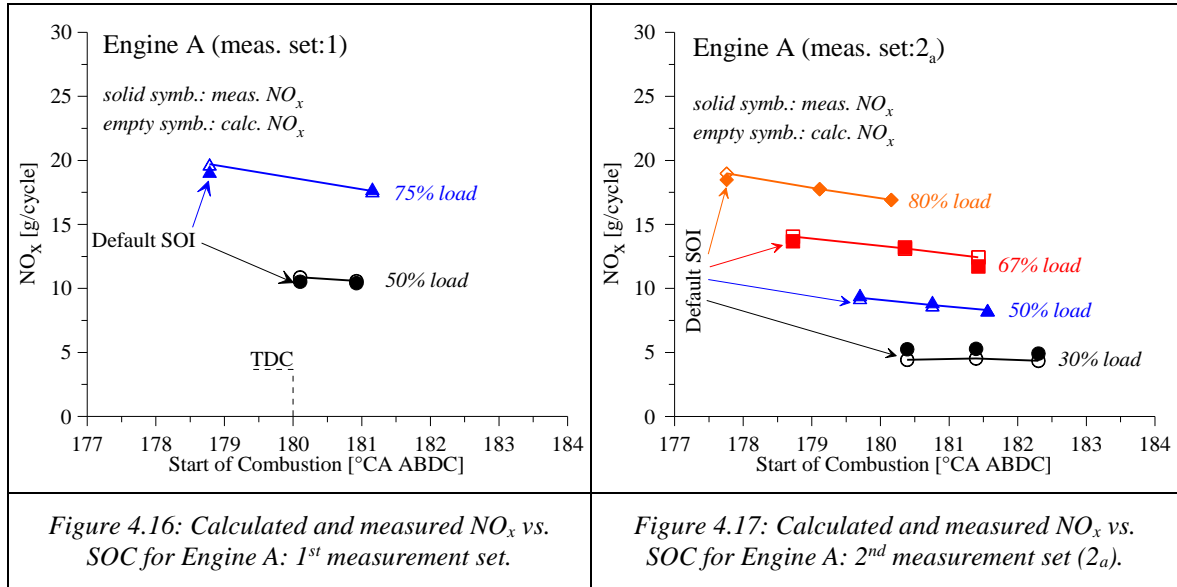 Engine A (meas. set:1)
solid symb.: meas. NOx
empty symb.: calc. NOx
30
25
20
15
10
5
0
NOX [g/cycle]
75% load
Default SOI
50% load
TDC
177 178 179 180 181 182 183 184
Start of Combustion [°CA ABDC]
Figure 4.16: Calculated and measured NOx vs.
SOC for Engine A: 1st measurement set.
Engine A (meas. set:2a)
solid symb.: meas. NOx
empty symb.: calc. NOx
30
25
20
15
10
5
0
NOX [g/cycle]
80% load
67% load
Default SOI
50% load
30% load
177 178 179 180 181 182 183 184
Start of Combustion [°CA ABDC]
Figure 4.17: Calculated and measured NOx vs.
SOC for Engine A: 2nd measurement set (2a).